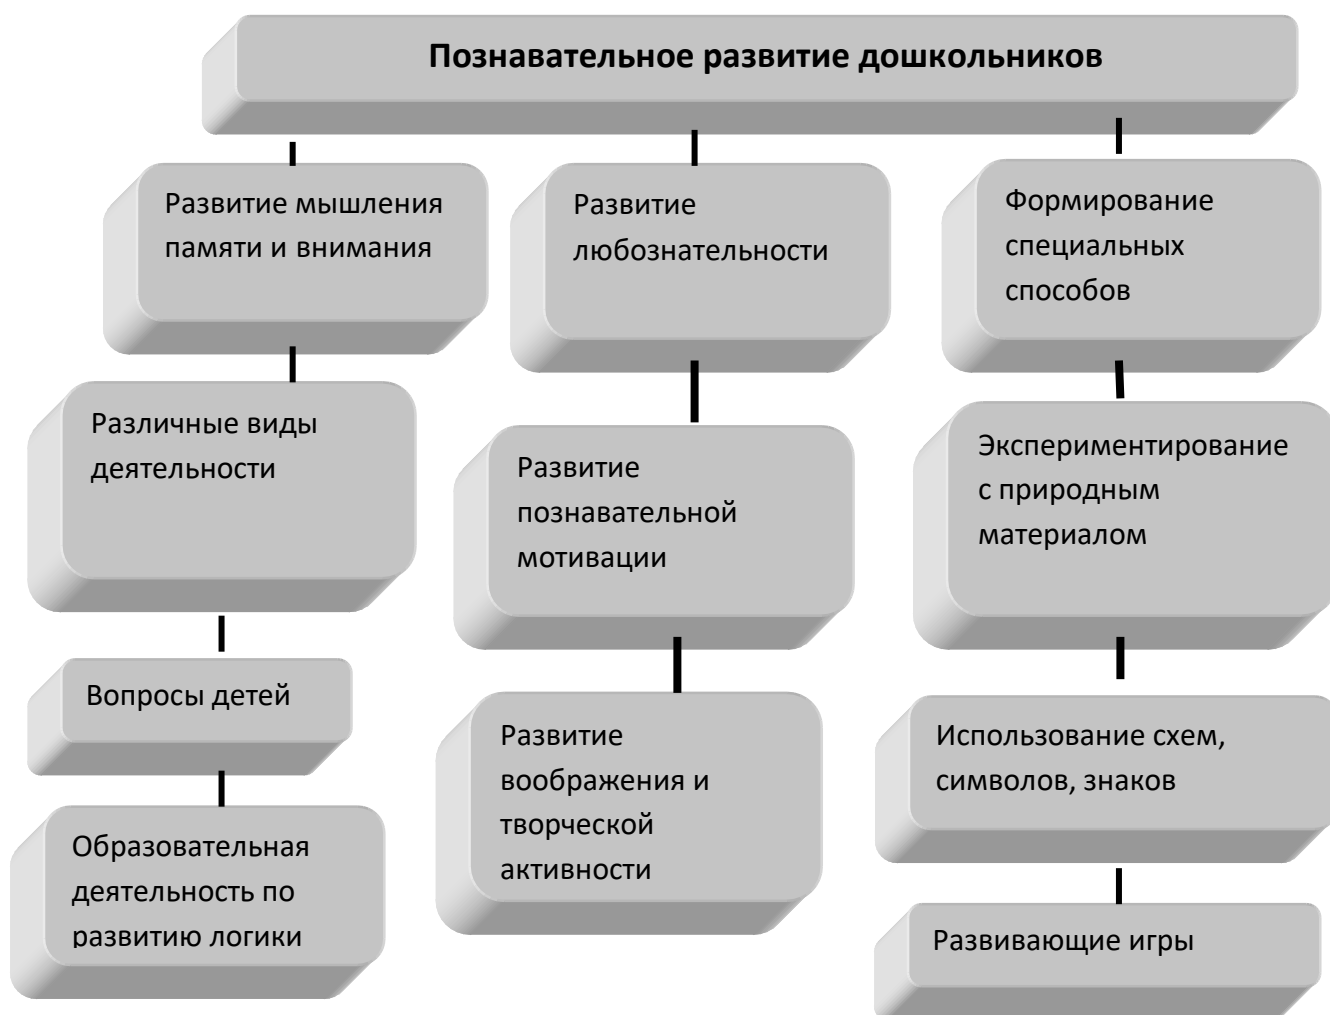 Познавательное развитие дошкольников
Развитие мышления
памяти и внимания
Развитие
любознательности
Формирование
специальных
способов
Различные виды
деятельности
Развитие
познавательной
мотивации
Экспериментирование
с природным
материалом
Вопросы детей
Развитие
воображения и
творческой
активности
Использование схем,
символов, знаков
Образовательная
деятельность по
развитию логики
Развивающие игры